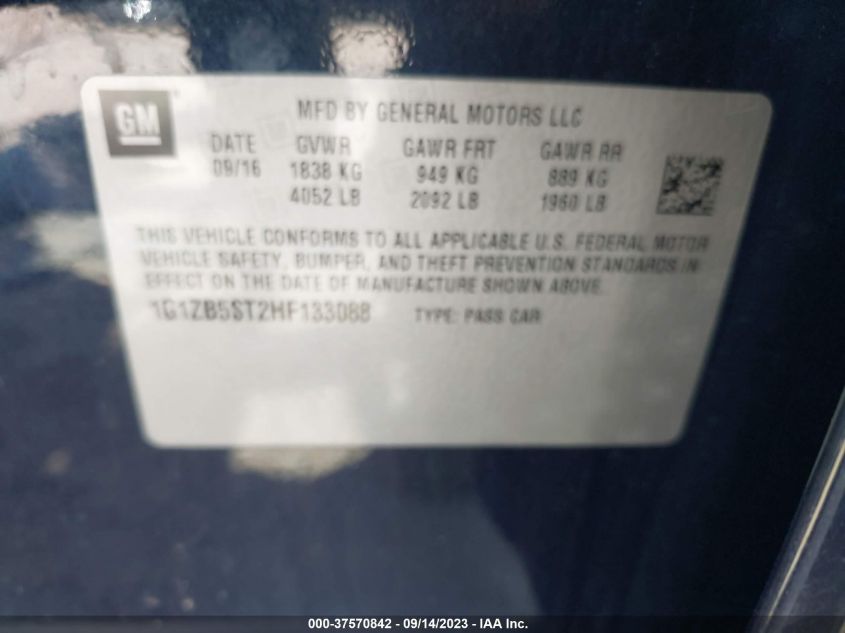 GM
MFD BY GENERAL MOTORS LLC
DATE GVWR GAWR FRT GAWR RR
09/16 1838 KG 949 KG 889 KG
4052 LB 2092 LB 1960 LB
THIS VEHICLE CONFORMS TO ALL APPLICABLE U.S. FEDERAL MOTOR
VEHICLE SAFETY, BUMPER, AND THEFT PREVENTION STANDARDS IN
EFFECT ON THE DATE OF MANUFACTURE SHOWN ABOVE.
1G1ZB5ST2HF133088 TYPE: PASS CAR
000-37570842 - 09/14/2023 - IAA Inc.